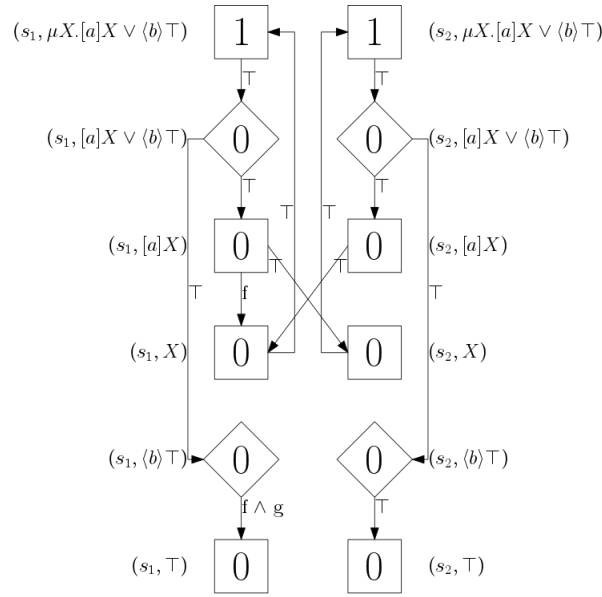 (s₁, μX.[a]X ∨ ⟨b⟩⊤) 1 1 (s₂, μX.[a]X ∨ ⟨b⟩⊤)
⊤ ⊤
(s₁, [a]X ∨ ⟨b⟩⊤) 0 0 (s₂, [a]X ∨ ⟨b⟩⊤)
⊤ ⊤
⊤ ⊤
(s₁, [a]X) 0 0 (s₂, [a]X)
⊤ ⊤
⊤ f ⊤
(s₁, X) 0 0 (s₂, X)
(s₁, ⟨b⟩⊤) 0 0 (s₂, ⟨b⟩⊤)
f ∧ g ⊤
(s₁, ⊤) 0 0 (s₂, ⊤)